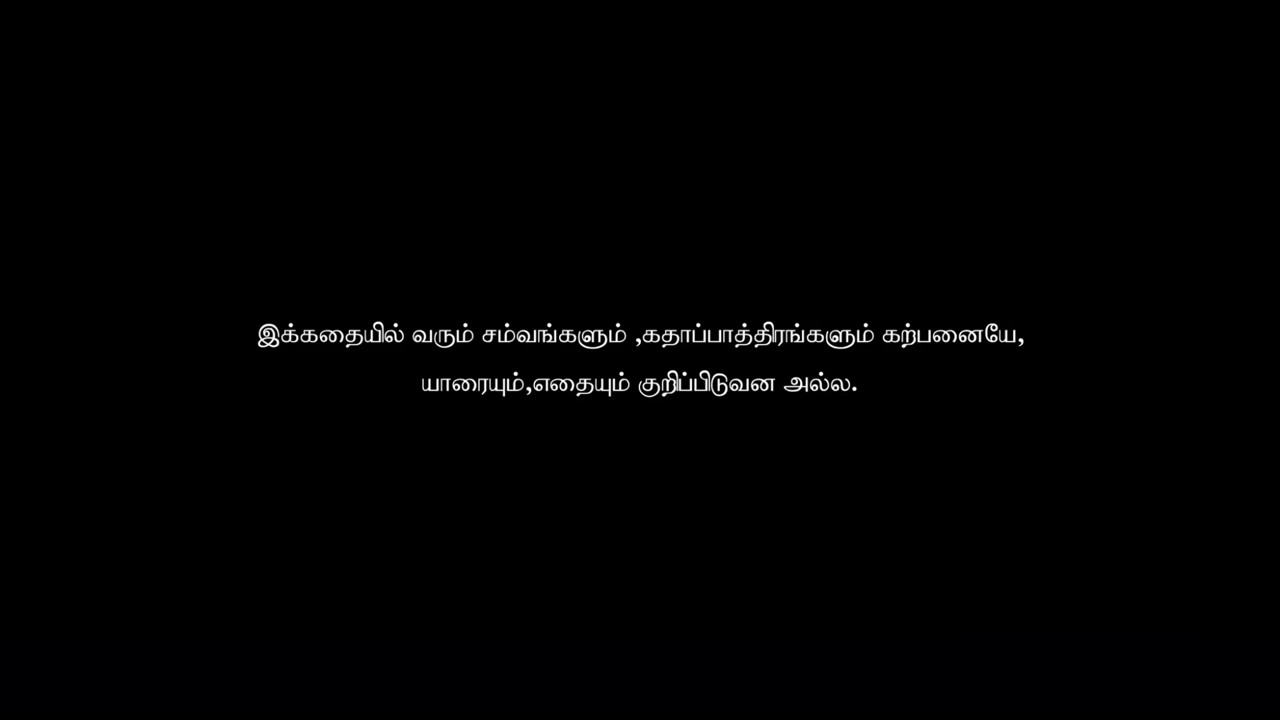 இக்கதையில் வரும் சம்வங்களும் ,கதாப்பாத்திரங்களும் கற்பனையே,
யாரையும்,எதையும் குறிப்பிடுவன அல்ல.